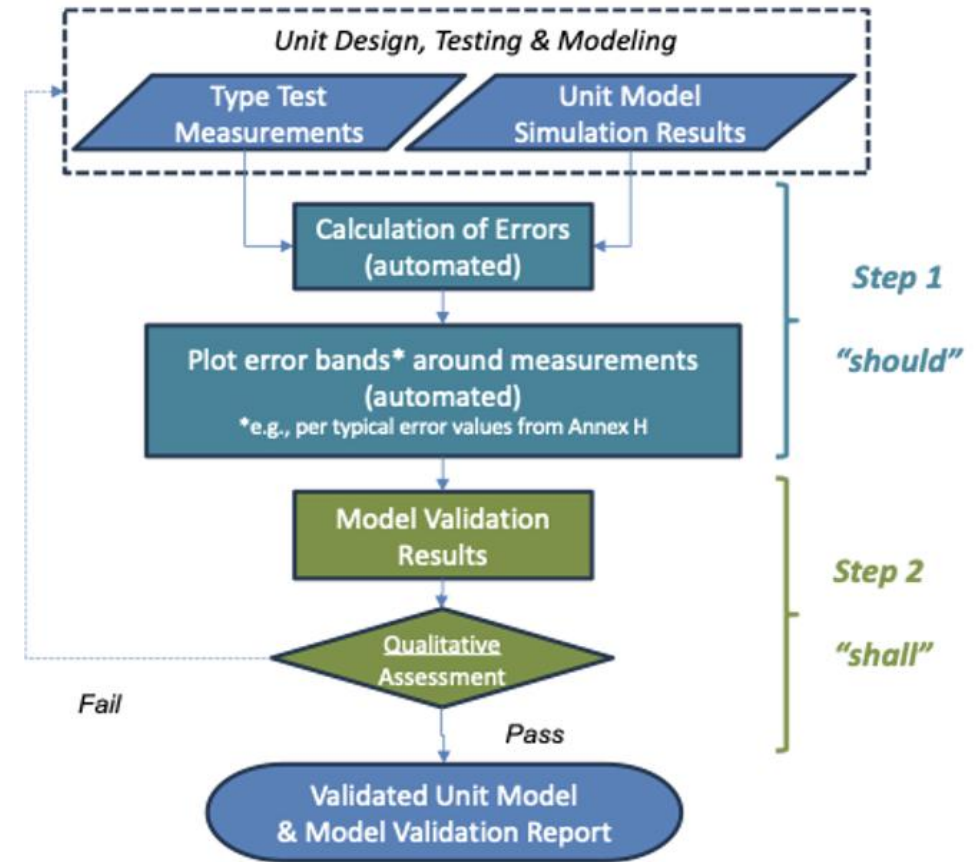 Unit Design, Testing & Modeling
Type Test
Measurements
Unit Model
Simulation Results
Calculation of Errors
(automated)
Step 1
Plot error bands* around measurements
(automated)
*e.g., per typical error values from Annex H
“should”
Model Validation
Results
Step 2
Qualitative
Assessment
“shall”
Fail
Pass
Validated Unit Model
& Model Validation Report